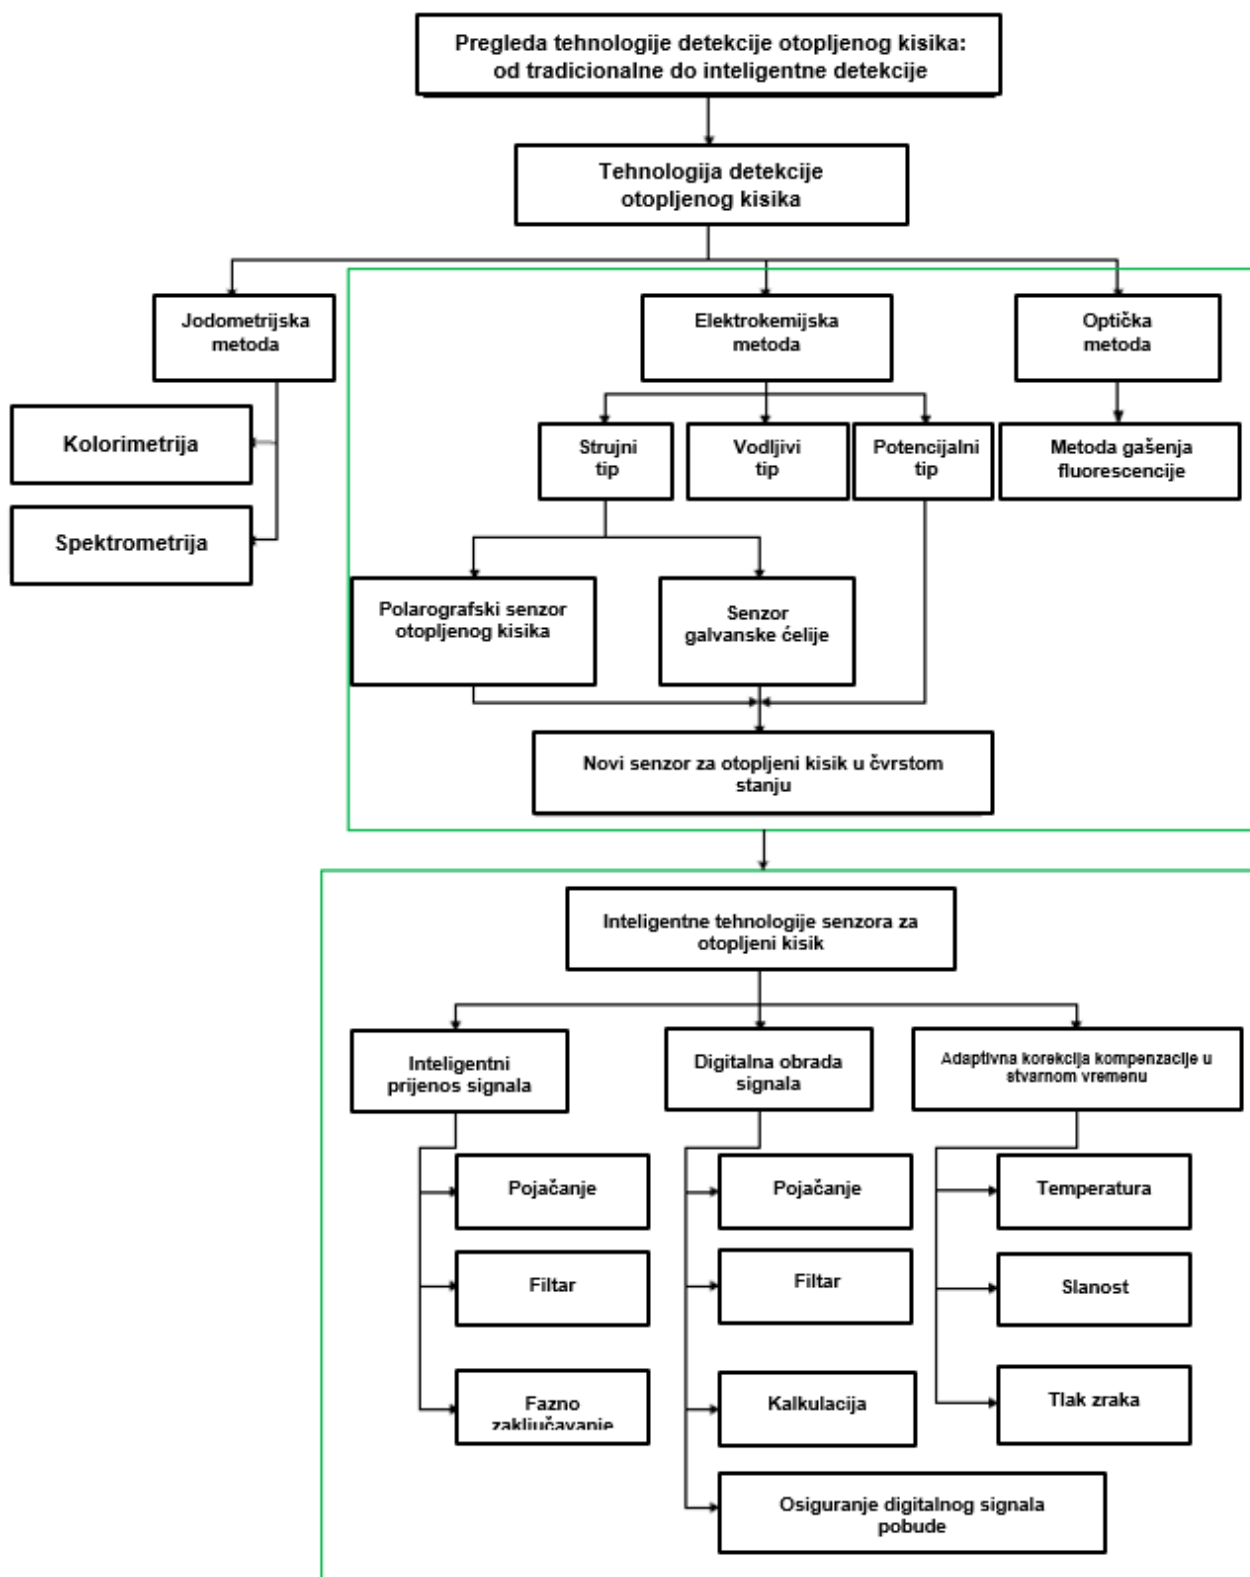 Pregleda tehnologije detekcije otopljenog kisika:
od tradicionalne do inteligentne detekcije
Tehnologija detekcije
otopljenog kisika
Jodometrijska
metoda
Elektrokemijska
metoda
Optička
metoda
Kolorimetrija
Spektrometrija
Strujni
tip
Vodljivi
tip
Potencijalni
tip
Metoda gašenja
fluorescencije
Polarografski senzor
otopljenog kisika
Senzor
galvanske ćelije
Novi senzor za otopljeni kisik u čvrstom
stanju
Inteligentne tehnologije senzora za
otopljeni kisik
Inteligentni
prijenos signala
Digitalna obrada
signala
Adaptivna korekcija kompenzacije u
stvarnom vremenu
Pojačanje
Filtar
Fazno
zaključavanje
Pojačanje
Filtar
Kalkulacija
Osiguranje digitalnog signala
pobude
Temperatura
Slanost
Tlak zraka